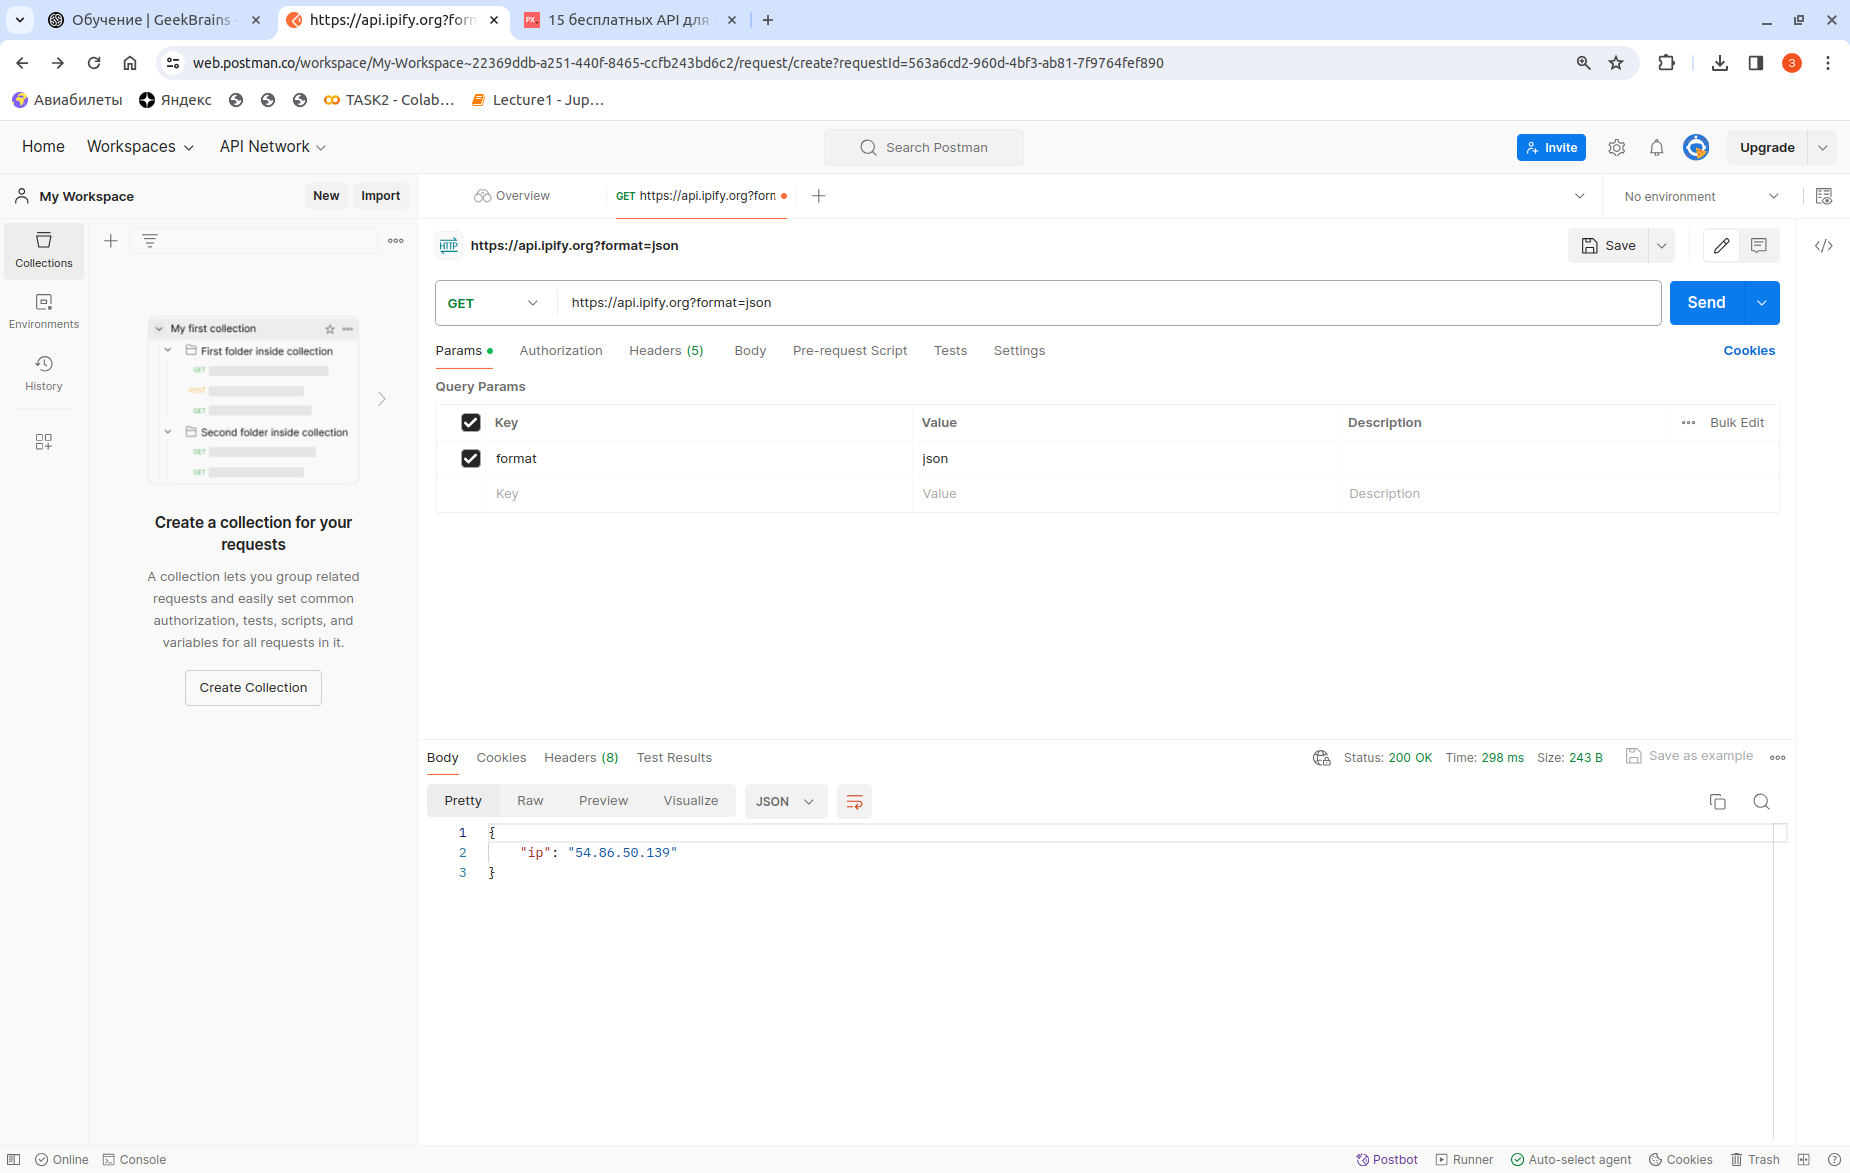 Обучение | GeekBrains
https://api.ipify.org?forn
15 бесплатных API для
web.postman.co/workspace/My-Workspace~22369ddb-a251-440f-8465-ccfb243bd6c2/request/create?requestId=563a6cd2-960d-4bf3-ab81-7f9764fef890
3
Авиабилеты
Яндекс
TASK2 - Colab…
Lecture1 - Jup…
Home
Workspaces
API Network
Search Postman
Invite
Upgrade
My Workspace
New
Import
Overview
GET https://api.ipify.org?forn
No environment
Collections
Environments
History
My first collection
First folder inside collection
GET
POST
GET
Second folder inside collection
GET
GET
Create a collection for your
requests
A collection lets you group related
requests and easily set common
authorization, tests, scripts, and
variables for all requests in it.
Create Collection
HTTP
https://api.ipify.org?format=json
Save
GET
https://api.ipify.org?format=json
Send
Params
Authorization
Headers (5)
Body
Pre-request Script
Tests
Settings
Cookies
Query Params
Key
Value
Description
Bulk Edit
format
json
Key
Value
Description
Body
Cookies
Headers (8)
Test Results
Status: 200 OK
Time: 298 ms
Size: 243 B
Save as example
Pretty
Raw
Preview
Visualize
JSON
1 {
2 "ip": "54.86.50.139"
3 }
Online
Console
Postbot
Runner
Auto-select agent
Cookies
Trash